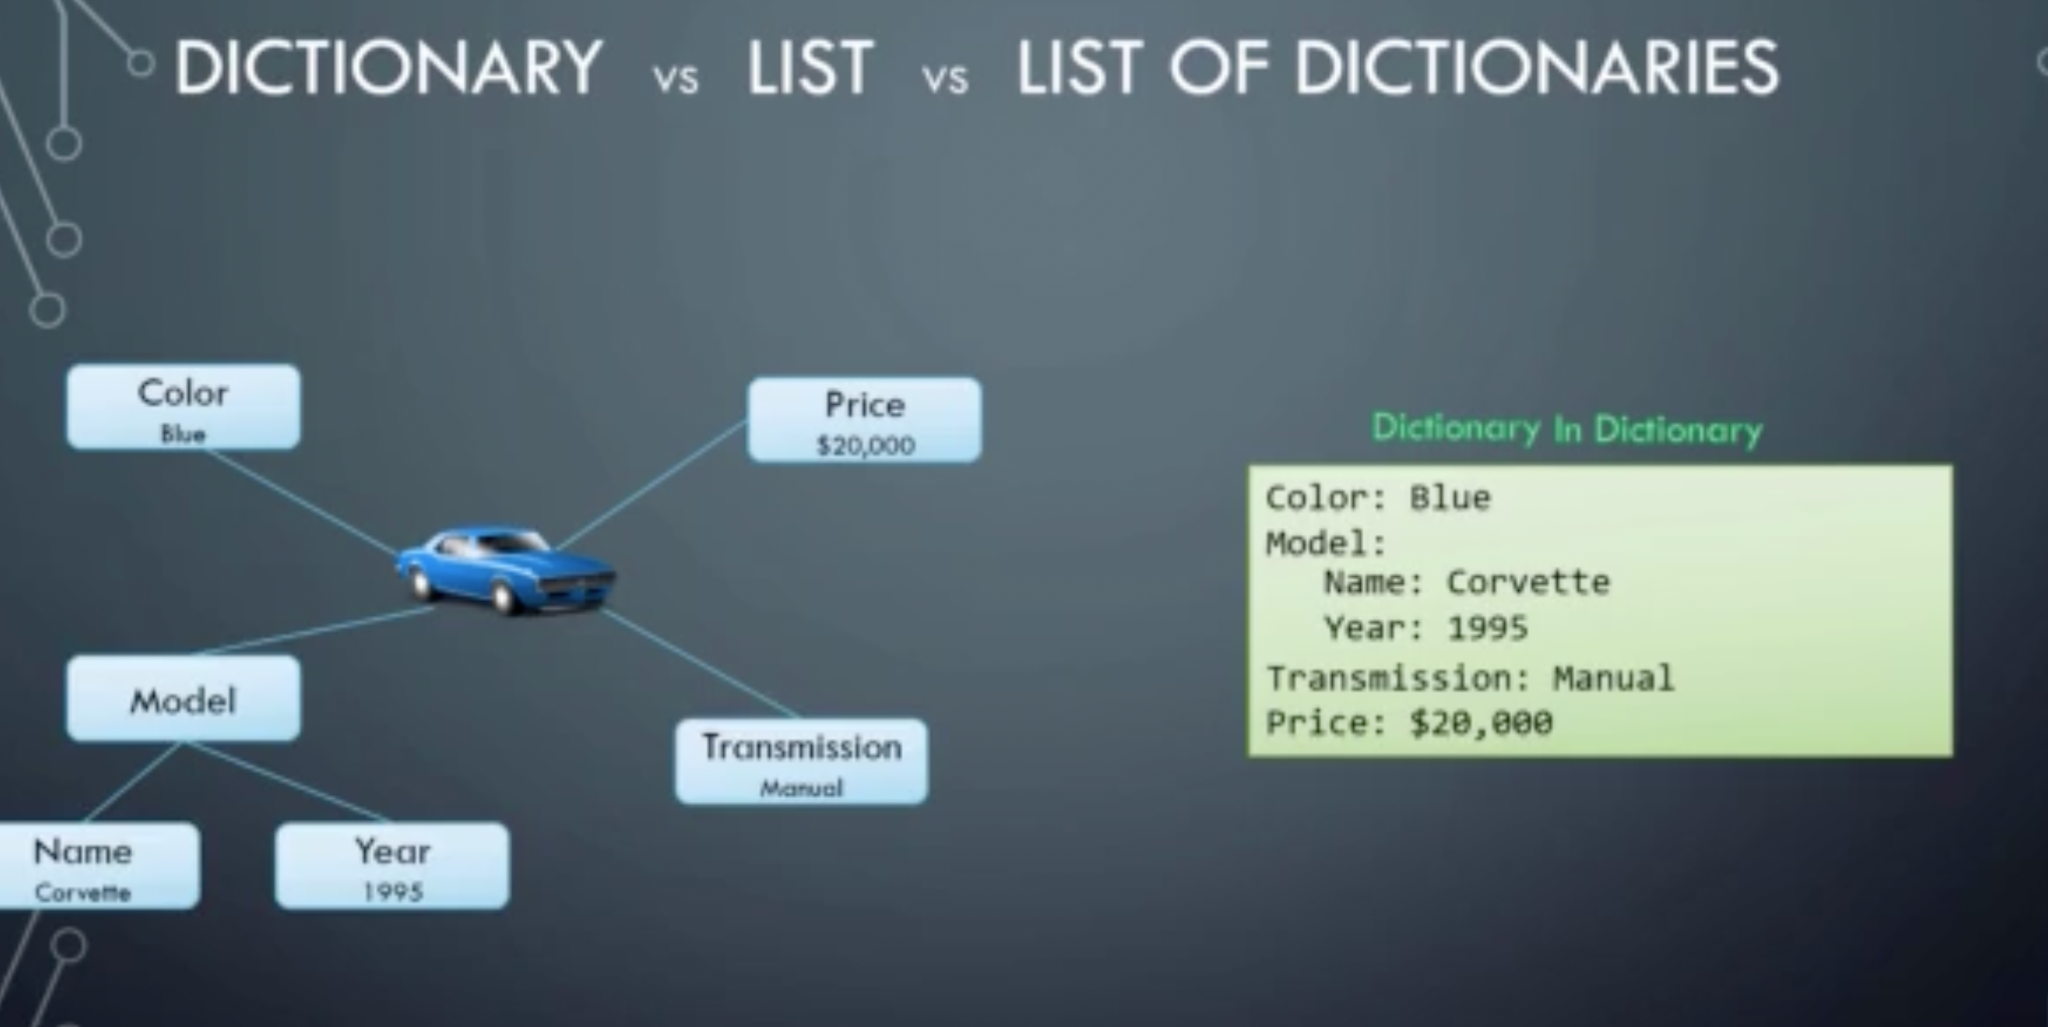 DICTIONARY vs LIST vs LIST OF DICTIONARIES
Color
Blue
Price
$20,000
Model
Transmission
Manual
Name
Corvette
Year
1995
Dictionary In Dictionary
Color: Blue
Model:
Name: Corvette
Year: 1995
Transmission: Manual
Price: $20,000